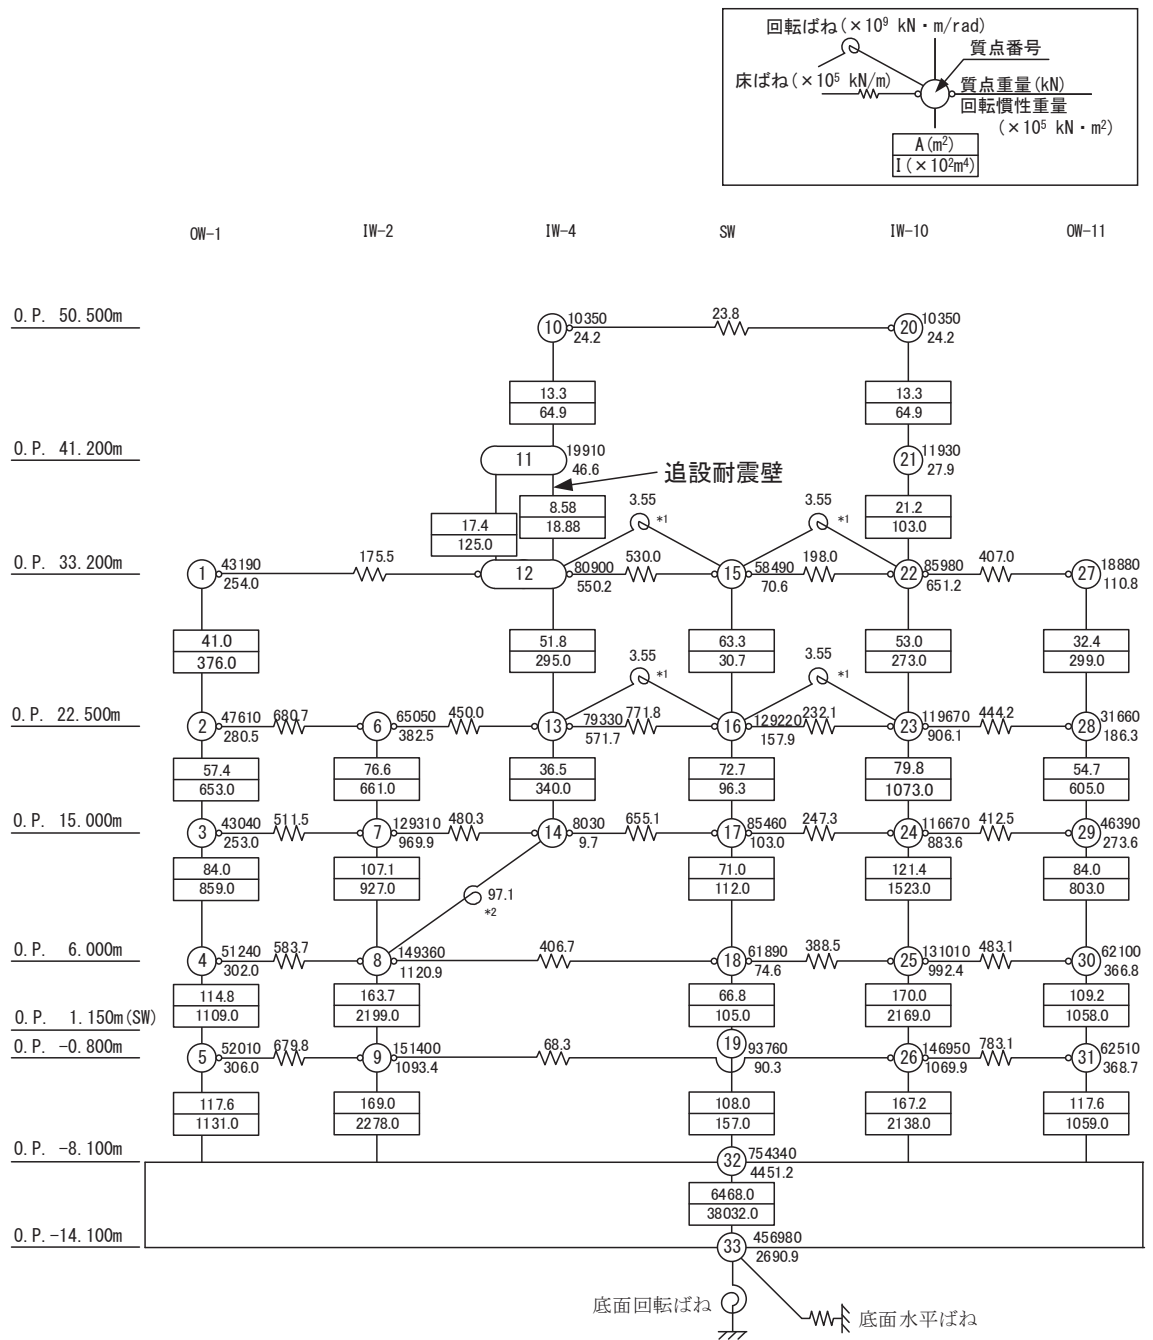 回転ばね(×10⁹ kN・m/rad)
質点番号
床ばね(×10⁵ kN/m)
質点重量(kN)
回転慣性重量
(×10⁵ kN・m²)
A(m²)
I(×10²m⁴)
OW-1 IW-2 IW-4 SW IW-10 OW-11
O.P. 50.500m
10 10350 23.8 20 10350
24.2 24.2
13.3 13.3
64.9 64.9
O.P. 41.200m
11 19910 21 11930
46.6 27.9
追設耐震壁
8.58 3.55 3.55 21.2
17.4 18.88 *1 *1 103.0
125.0
O.P. 33.200m
1 43190 175.5 12 80900 530.0 15 58490 198.0 22 85980 407.0 27 18880
254.0 550.2 70.6 651.2 110.8
41.0 51.8 63.3 53.0 32.4
376.0 295.0 30.7 273.0 299.0
3.55 3.55
*1 *1
O.P. 22.500m
2 47610 680.7 6 65050 450.0 13 79330 771.8 16 129220 232.1 23 119670 444.2 28 31660
280.5 382.5 571.7 157.9 906.1 186.3
57.4 76.6 36.5 72.7 79.8 54.7
653.0 661.0 340.0 96.3 1073.0 605.0
O.P. 15.000m
3 43040 511.5 7 129310 480.3 14 8030 655.1 17 85460 247.3 24 116670 412.5 29 46390
253.0 969.9 9.7 103.0 883.6 273.6
84.0 107.1 71.0 121.4 84.0
859.0 927.0 112.0 1523.0 803.0
97.1
*2
O.P. 6.000m
4 51240 583.7 8 149360 406.7 18 61890 388.5 25 131010 483.1 30 62100
302.0 1120.9 74.6 992.4 366.8
114.8 163.7 66.8 170.0 109.2
1109.0 2199.0 105.0 2169.0 1058.0
O.P. 1.150m(SW)
O.P. -0.800m
5 52010 679.8 9 151400 68.3 19 93760 26 146950 783.1 31 62510
306.0 1093.4 90.3 1069.9 368.7
117.6 169.0 108.0 167.2 117.6
1131.0 2278.0 157.0 2138.0 1059.0
O.P. -8.100m
32 754340
4451.2
6468.0
38032.0
O.P.-14.100m
33 456980
2690.9
底面回転ばね
底面水平ばね